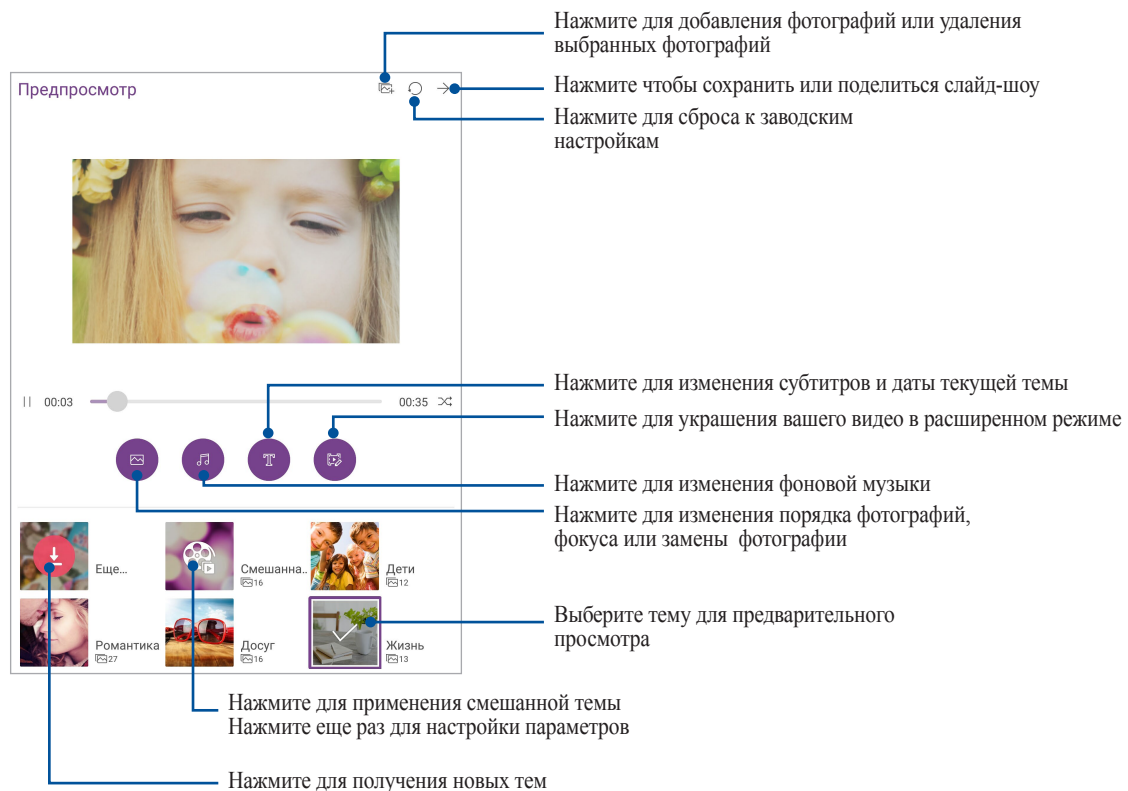 Нажмите для добавления фотографий или удаления
выбранных фотографий
Предпросмотр
Нажмите чтобы сохранить или поделиться слайд-шоу
Нажмите для сброса к заводским
настройкам
00:03
00:35
Нажмите для изменения субтитров и даты текущей темы
Нажмите для украшения вашего видео в расширенном режиме
T
Нажмите для изменения фоновой музыки
Нажмите для изменения порядка фотографий,
фокуса или замены фотографии
Еще...
Смешанна..
16
Дети
12
Выберите тему для предварительного
просмотра
Романтика
27
Досуг
16
Жизнь
13
Нажмите для применения смешанной темы
Нажмите еще раз для настройки параметров
Нажмите для получения новых тем